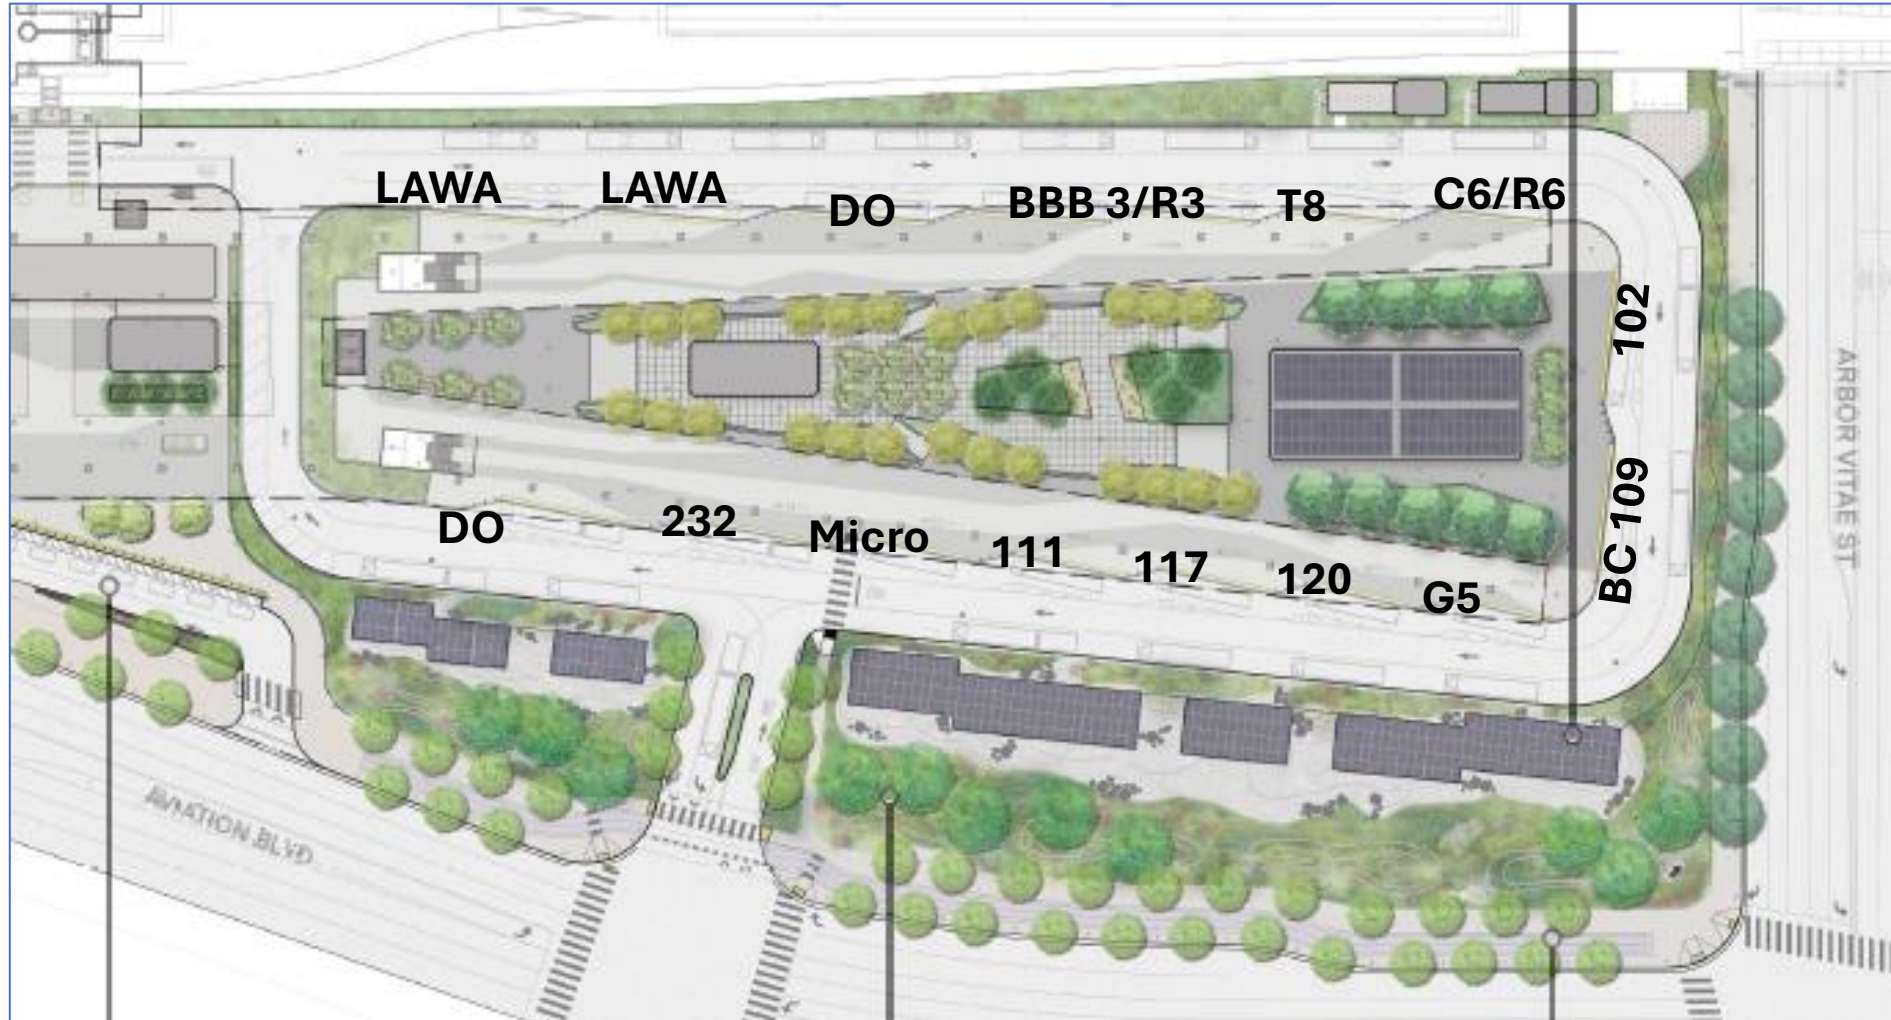 LAWA
LAWA
DO
BBB 3/R3
T8
C6/R6
102
BC 109
DO
232
Micro
111
117
120
G5
AVIATION BLVD
ARBOR VITAE ST